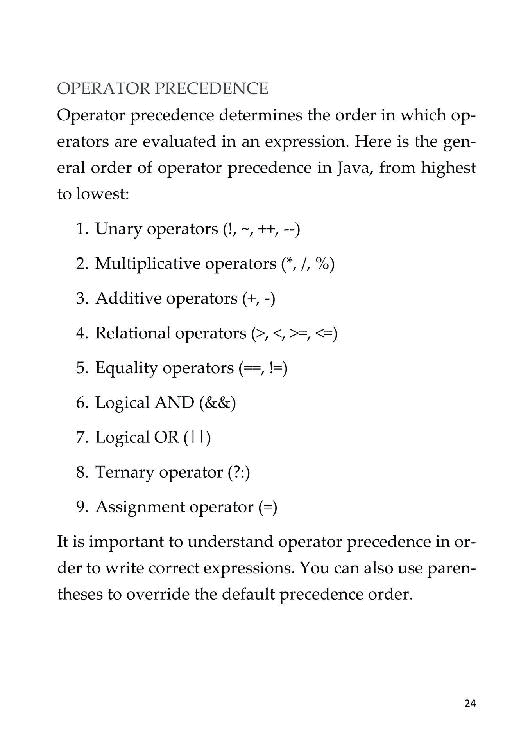 OPERATOR PRECEDENCE
Operator precedence determines the order in which op-
erators are evaluated in an expression. Here is the gen-
eral order of operator precedence in Java, from highest
to lowest:
1. Unary operators (!, ~, ++, --)
2. Multiplicative operators (*, /, %)
3. Additive operators (+, -)
4. Relational operators (>, <, >=, <=)
5. Equality operators (==, !=)
6. Logical AND (&&)
7. Logical OR (||)
8. Ternary operator (?:)
9. Assignment operator (=)
It is important to understand operator precedence in or-
der to write correct expressions. You can also use paren-
theses to override the default precedence order.
24